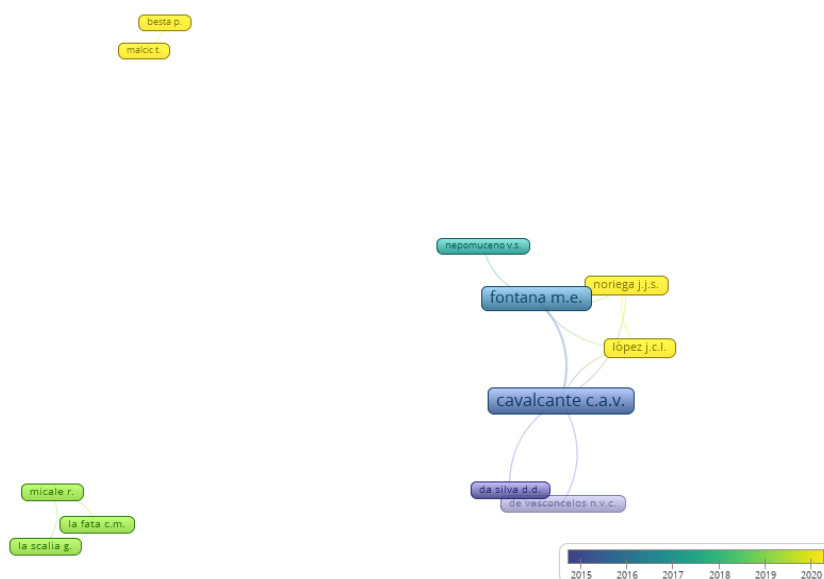 besta p.
malcic t.
nepomuceno v.s.
noriega j.j.s.
fontana m.e.
lópez j.c.l.
cavalcante c.a.v.
da silva d.d.
de vasconcelos n.v.c.
micale r.
la fata c.m.
la scalia g.
2015 2016 2017 2018 2019 2020